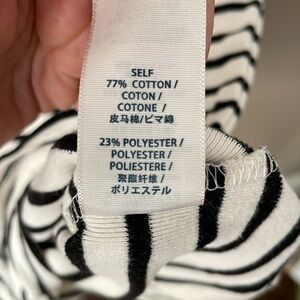 SELF
77% COTTON /
COTON /
COTONE /
皮马棉/ピマ綿
23% POLYESTER /
POLYESTER /
POLIESTERE /
聚酯纤维 /
ポリエステル